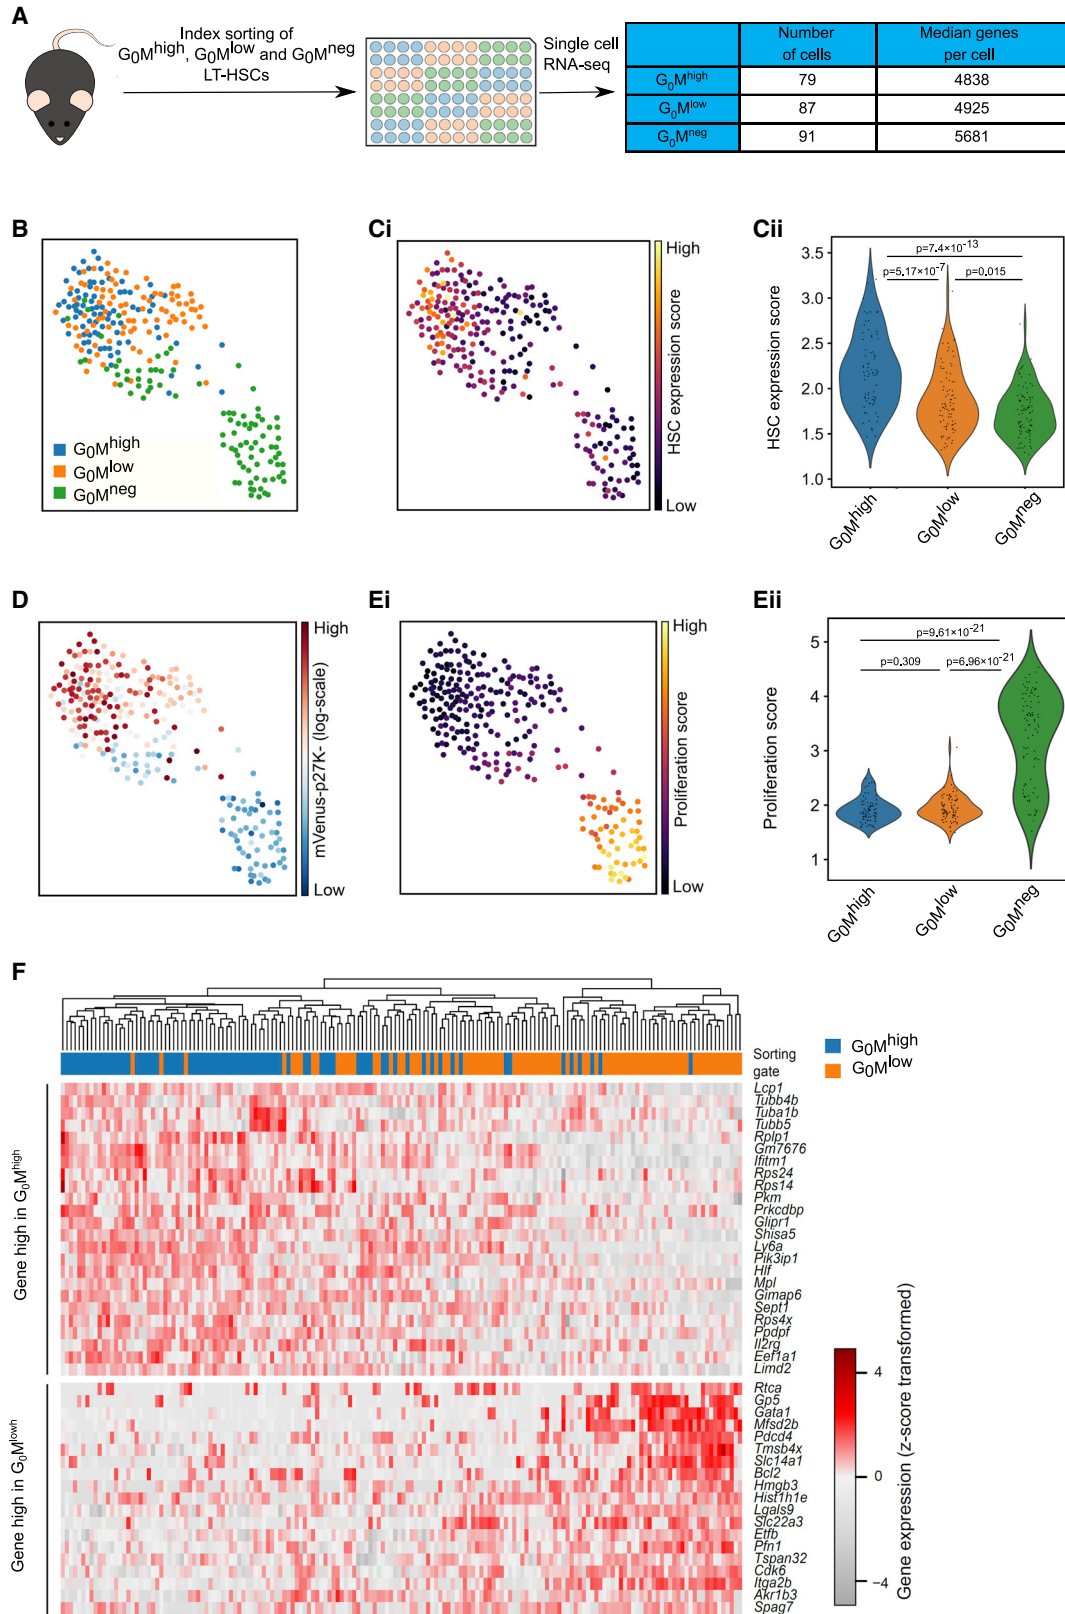 A
Index sorting of
G0Mhigh, G0Mlow and G0Mneg
LT-HSCs
Single cell
RNA-seq
Number of cells
Median genes per cell
G0Mhigh 79 4838
G0Mlow 87 4925
G0Mneg 91 5681
B
G0Mhigh
G0Mlow
G0Mneg
Ci
High
HSC expression score
Low
Cii
HSC expression score
3.5
3.0
2.5
2.0
1.5
1.0
p=7.4×10-13
p=5.17×10-7
p=0.015
G0Mhigh
G0Mlow
G0Mneg
D
High
mVenus-p27K- (log-scale)
Low
Ei
High
Proliferation score
Low
Eii
Proliferation score
5
4
3
2
1
p=9.61×10-21
p=0.309
p=6.96×10-21
G0Mhigh
G0Mlow
G0Mneg
F
Sorting
gate
G0Mhigh
G0Mlow
Gene high in G0Mhigh
Lcp1
Tubb4b
Tuba1b
Tubb5
Rplp1
Gm7676
Ifitm1
Rps24
Rps14
Pkm
Prkcdbp
Glipr1
Shisa5
Ly6a
Pik3ip1
Hlf
Mpl
Gimap6
Sept1
Rps4x
Ppdpf
Il2rg
Eef1a1
Limd2
Gene high in G0Mlowh
Rtca
Gp5
Gata1
Mfsd2b
Pdcd4
Tmsb4x
Slc14a1
Bcl2
Hmgb3
Hist1h1e
Lgals9
Slc22a3
Etfb
Pfn1
Tspan32
Cdk6
Itga2b
Akr1b3
Spag7
4
0
−4
Gene expression (z-score transformed)